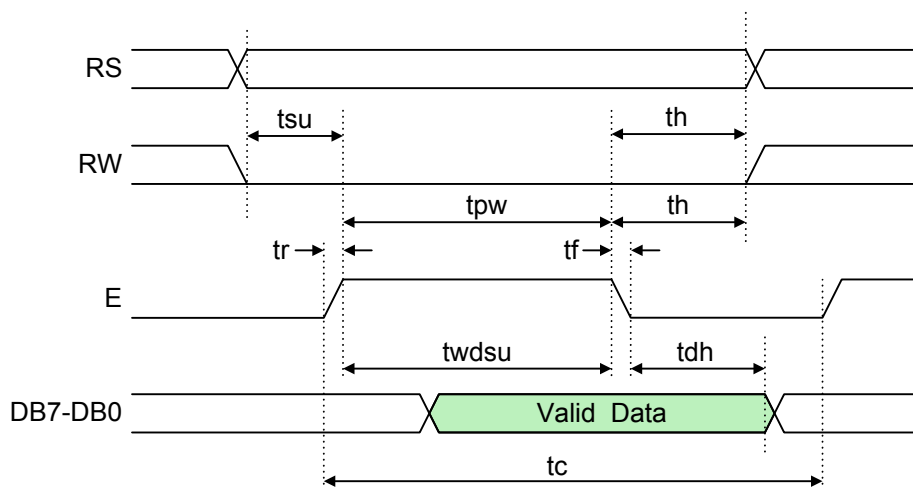 RS
tsu
th
RW
tpw
th
tr
tf
E
twdsu
tdh
DB7-DB0
Valid Data
tc